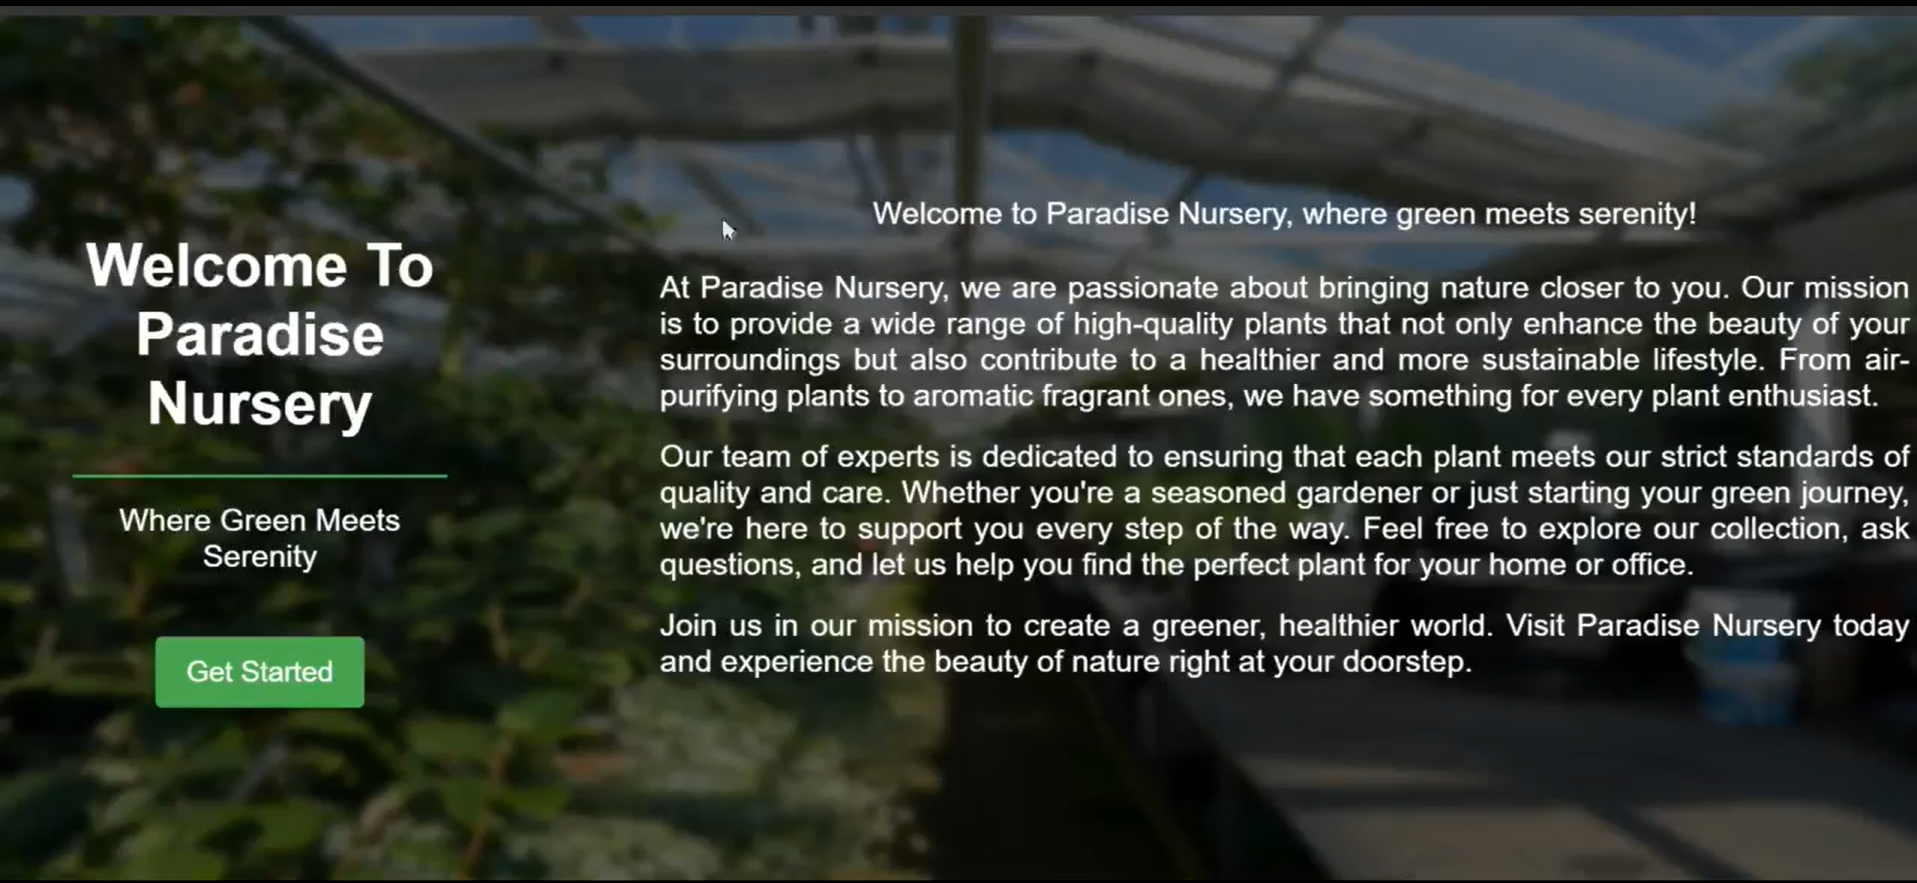 Welcome To
Paradise
Nursery
Where Green Meets
Serenity
Get Started
Welcome to Paradise Nursery, where green meets serenity!
At Paradise Nursery, we are passionate about bringing nature closer to you. Our mission
is to provide a wide range of high-quality plants that not only enhance the beauty of your
surroundings but also contribute to a healthier and more sustainable lifestyle. From air-
purifying plants to aromatic fragrant ones, we have something for every plant enthusiast.
Our team of experts is dedicated to ensuring that each plant meets our strict standards of
quality and care. Whether you're a seasoned gardener or just starting your green journey,
we're here to support you every step of the way. Feel free to explore our collection, ask
questions, and let us help you find the perfect plant for your home or office.
Join us in our mission to create a greener, healthier world. Visit Paradise Nursery today
and experience the beauty of nature right at your doorstep.